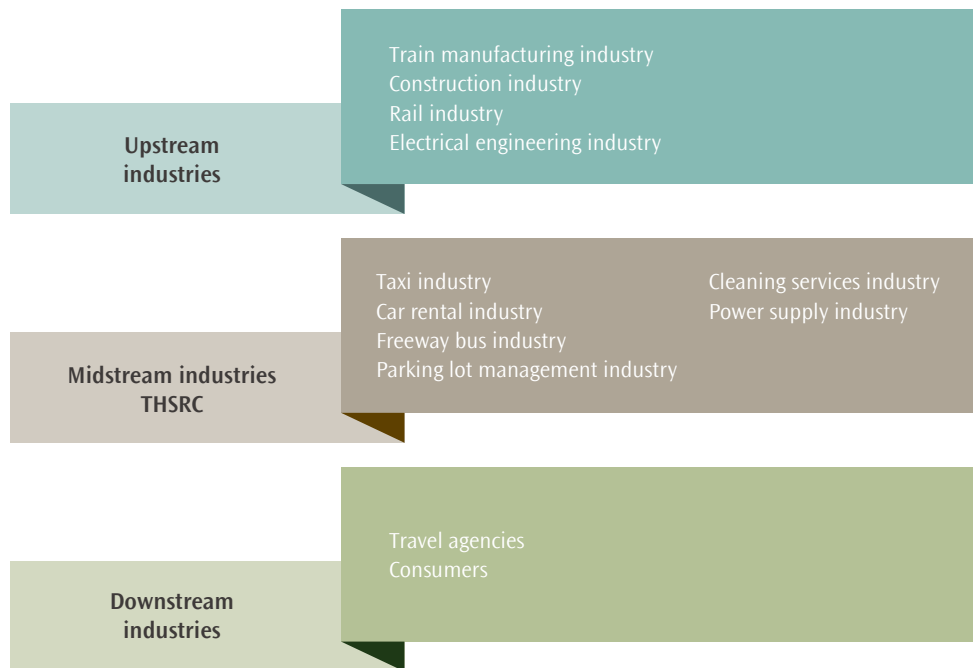 Upstream
industries
Train manufacturing industry
Construction industry
Rail industry
Electrical engineering industry
Midstream industries
THSRC
Taxi industry
Car rental industry
Freeway bus industry
Parking lot management industry
Cleaning services industry
Power supply industry
Downstream
industries
Travel agencies
Consumers